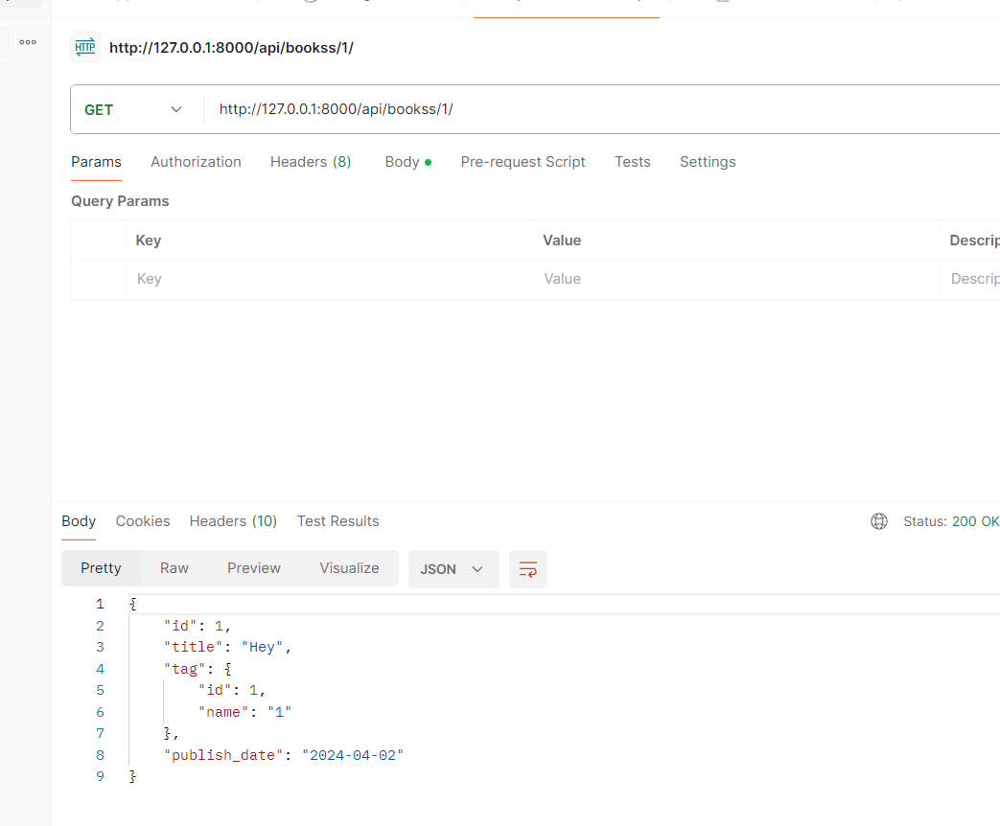 HTTP http://127.0.0.1:8000/api/bookss/1/
GET http://127.0.0.1:8000/api/bookss/1/
Params Authorization Headers (8) Body Pre-request Script Tests Settings
Query Params
Key Value Descrip
Key Value Descrip
Body Cookies Headers (10) Test Results Status: 200 OK
Pretty Raw Preview Visualize JSON
1 {
2 "id": 1,
3 "title": "Hey",
4 "tag": {
5 "id": 1,
6 "name": "1"
7 },
8 "publish_date": "2024-04-02"
9 }